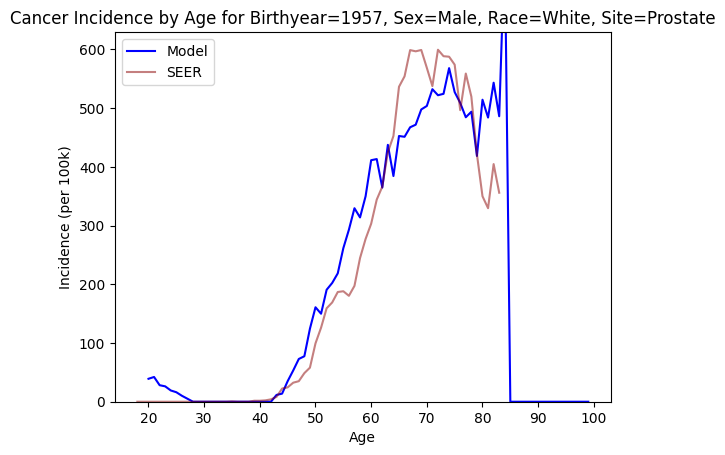 Cancer Incidence by Age for Birthyear=1957, Sex=Male, Race=White, Site=Prostate
Model
SEER
Incidence (per 100k)
600
500
400
300
200
100
0
20 30 40 50 60 70 80 90 100
Age